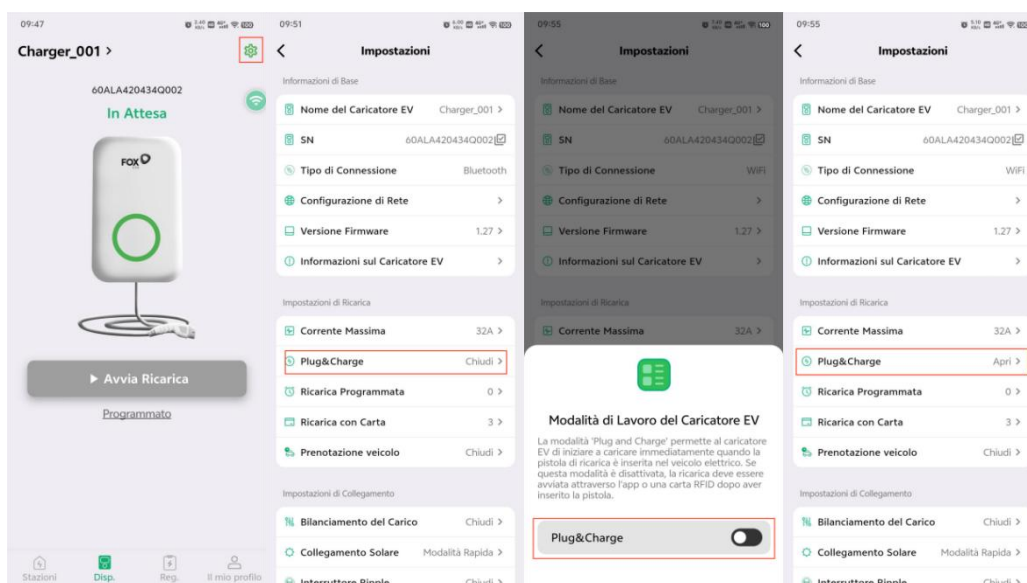 09:47
Charger_001 >
60ALA420434Q002
In Attesa
FOX
Avvia Ricarica
Programmato
Stazioni
Disp.
Reg.
Il mio profilo
09:51
Impostazioni
Informazioni di Base
Nome del Caricatore EV Charger_001 >
SN 60ALA420434Q002
Tipo di Connessione Bluetooth
Configurazione di Rete >
Versione Firmware 1.27 >
Informazioni sul Caricatore EV >
Impostazioni di Ricarica
Corrente Massima 32A >
Plug&Charge Chiudi >
Ricarica Programmata 0 >
Ricarica con Carta 3 >
Prenotazione veicolo Chiudi >
Impostazioni di Collegamento
Bilanciamento del Carico Chiudi >
Collegamento Solare Modalità Rapida >
Interruttore Ripple Chiudi >
09:55
Impostazioni
Informazioni di Base
Nome del Caricatore EV Charger_001 >
SN 60ALA420434Q002
Tipo di Connessione WiFi
Configurazione di Rete >
Versione Firmware 1.27 >
Informazioni sul Caricatore EV >
Impostazioni di Ricarica
Corrente Massima 32A >
Modalità di Lavoro del Caricatore EV
La modalità 'Plug and Charge' permette al caricatore
EV di iniziare a caricare immediatamente quando la
pistola di ricarica è inserita nel veicolo elettrico. Se
questa modalità è disattivata, la ricarica deve essere
avviata attraverso l'app o una carta RFID dopo aver
inserito la pistola.
Plug&Charge
09:55
Impostazioni
Informazioni di Base
Nome del Caricatore EV Charger_001 >
SN 60ALA420434Q002
Tipo di Connessione WiFi
Configurazione di Rete >
Versione Firmware 1.27 >
Informazioni sul Caricatore EV >
Impostazioni di Ricarica
Corrente Massima 32A >
Plug&Charge Apri >
Ricarica Programmata 0 >
Ricarica con Carta 3 >
Prenotazione veicolo Chiudi >
Impostazioni di Collegamento
Bilanciamento del Carico Chiudi >
Collegamento Solare Modalità Rapida >
Interruttore Ripple Chiudi >